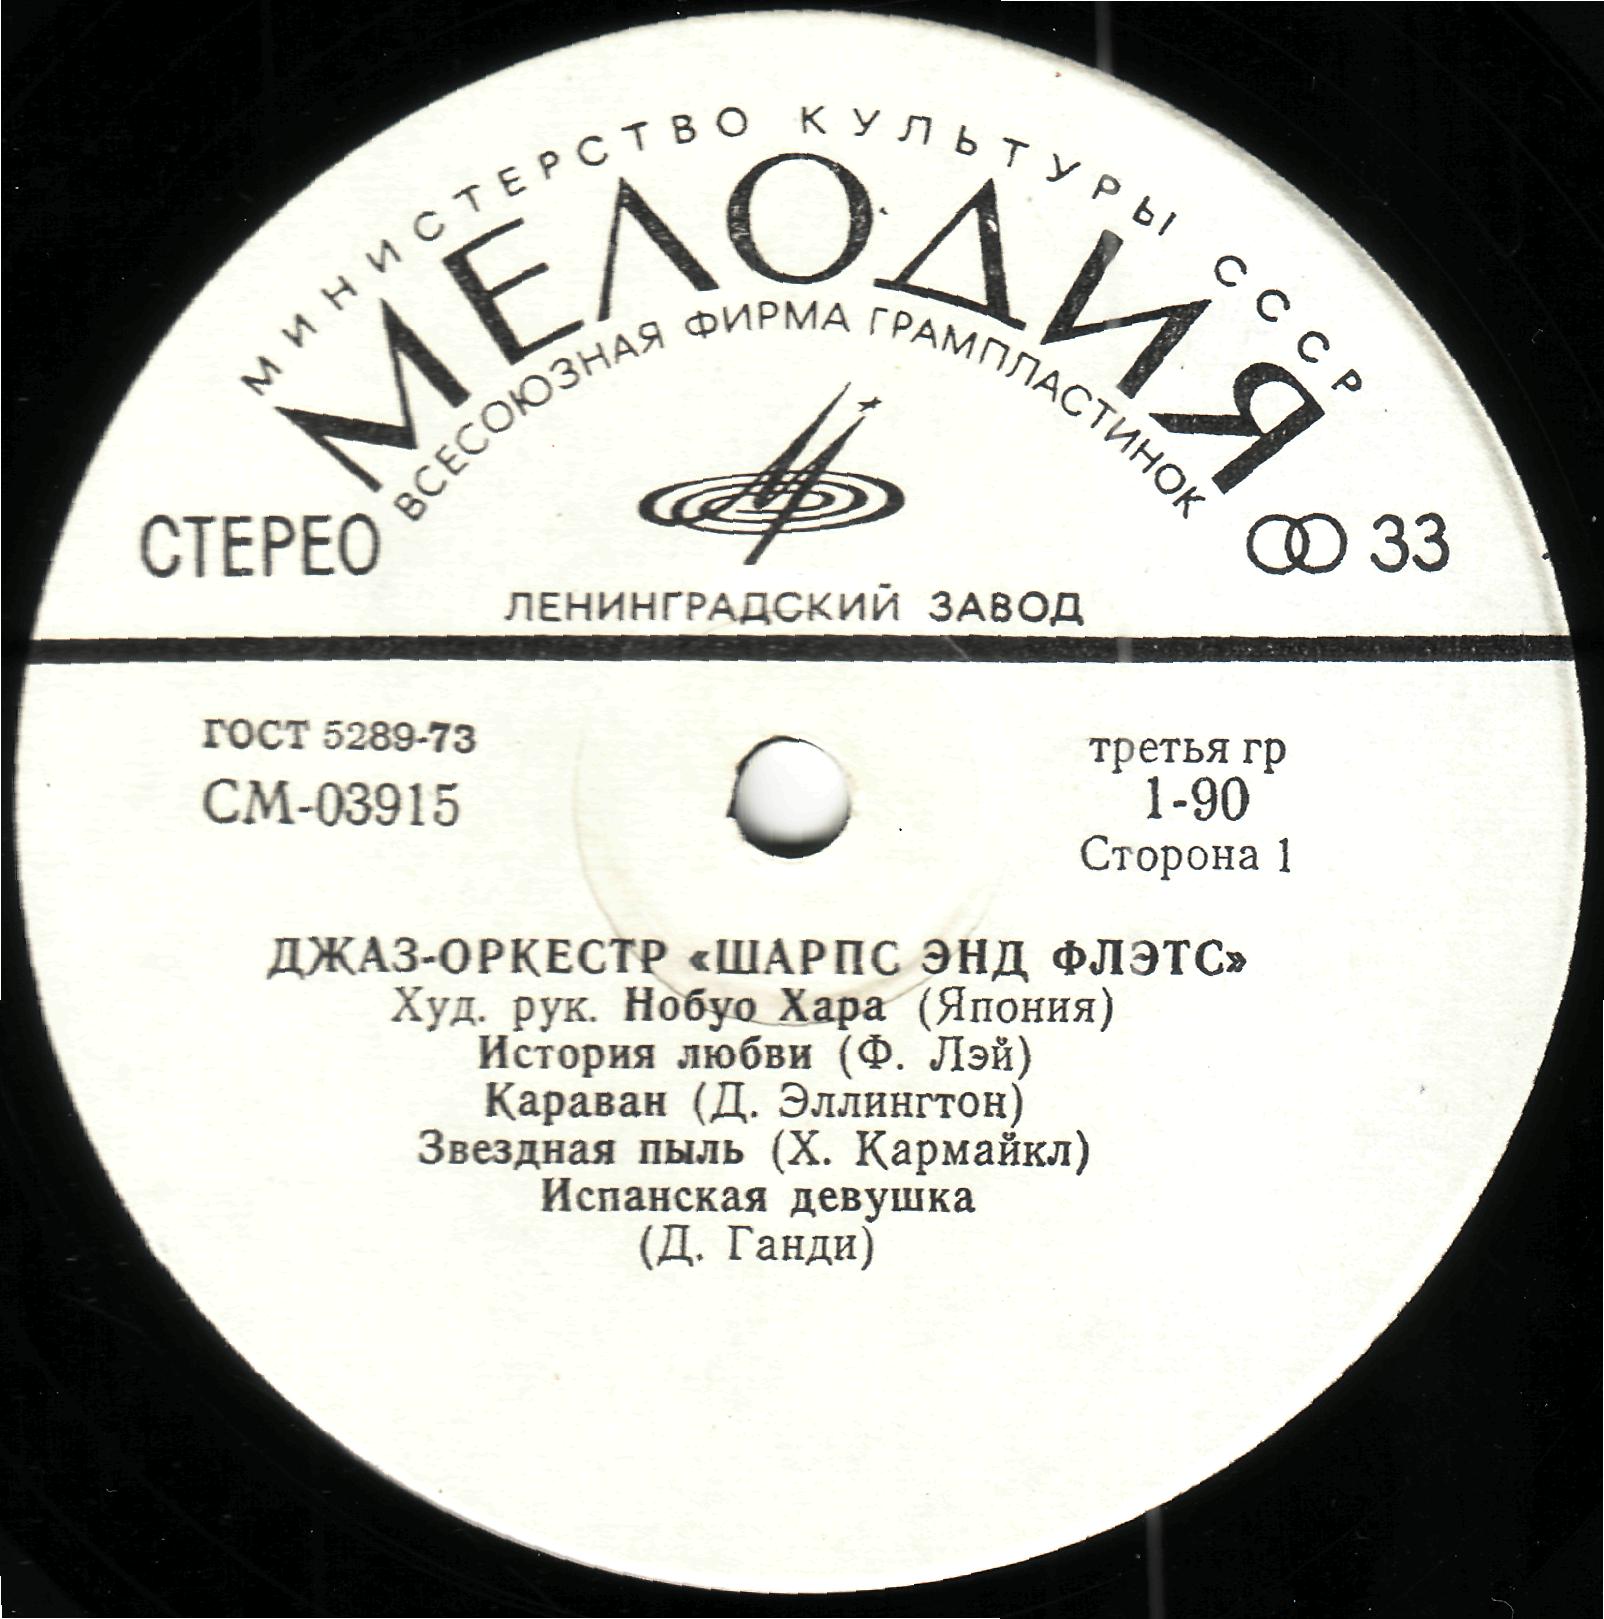 МИНИСТЕРСТВО КУЛЬТУРЫ СССР
МЕЛОДИЯ
ВСЕСОЮЗНАЯ ФИРМА ГРАМПЛАСТИНОК
СТЕРЕО
33
ЛЕНИНГРАДСКИЙ ЗАВОД
ГОСТ 5289-73
СМ-03915
третья гр
1-90
Сторона 1
ДЖАЗ-ОРКЕСТР «ШАРПС ЭНД ФЛЭТС»
Худ. рук. Нобуо Хара (Япония)
История любви (Ф. Лэй)
Караван (Д. Эллингтон)
Звездная пыль (Х. Кармайкл)
Испанская девушка
(Д. Ганди)